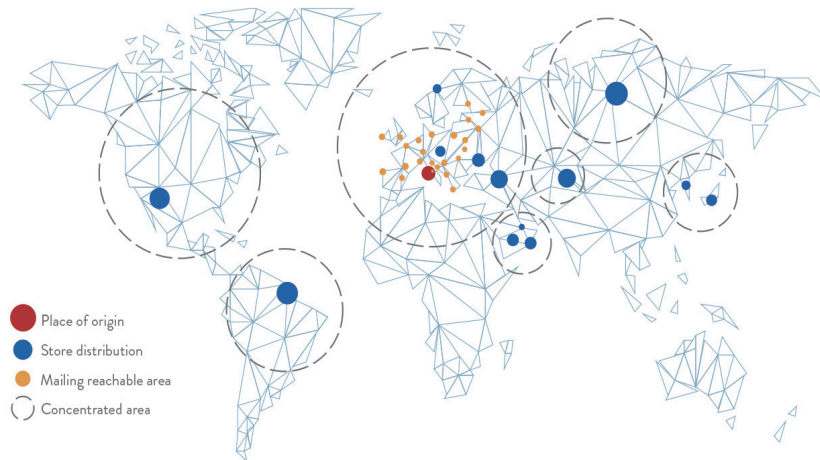 Place of origin
Store distribution
Mailing reachable area
Concentrated area